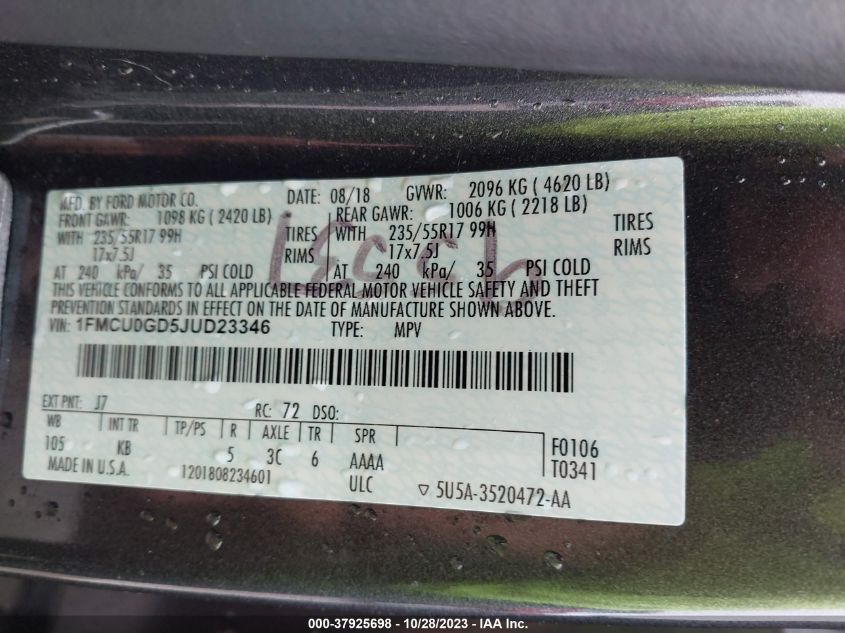 MFD. BY FORD MOTOR CO. DATE: 08/18 GVWR: 2096 KG ( 4620 LB)
FRONT GAWR: 1098 KG ( 2420 LB) REAR GAWR: 1006 KG ( 2218 LB)
WITH 235/55R17 99H TIRES WITH 235/55R17 99H TIRES
17x7.5J RIMS 17x7.5J RIMS
AT 240 kPa/ 35 PSI COLD AT 240 kPa/ 35 PSI COLD
THIS VEHICLE CONFORMS TO ALL APPLICABLE FEDERAL MOTOR VEHICLE SAFETY AND THEFT
PREVENTION STANDARDS IN EFFECT ON THE DATE OF MANUFACTURE SHOWN ABOVE.
VIN: 1FMCU0GD5JUD23346 TYPE: MPV
EXT PNT: J7 RC: 72 DSO:
WB INT TR TP/PS R AXLE TR SPR
105 KB 5 3C 6 AAAA F0106
T0341
MADE IN U.S.A. 1201808234601 ULC ▽ 5U5A-3520472-AA
000-37925698 - 10/28/2023 - IAA Inc.